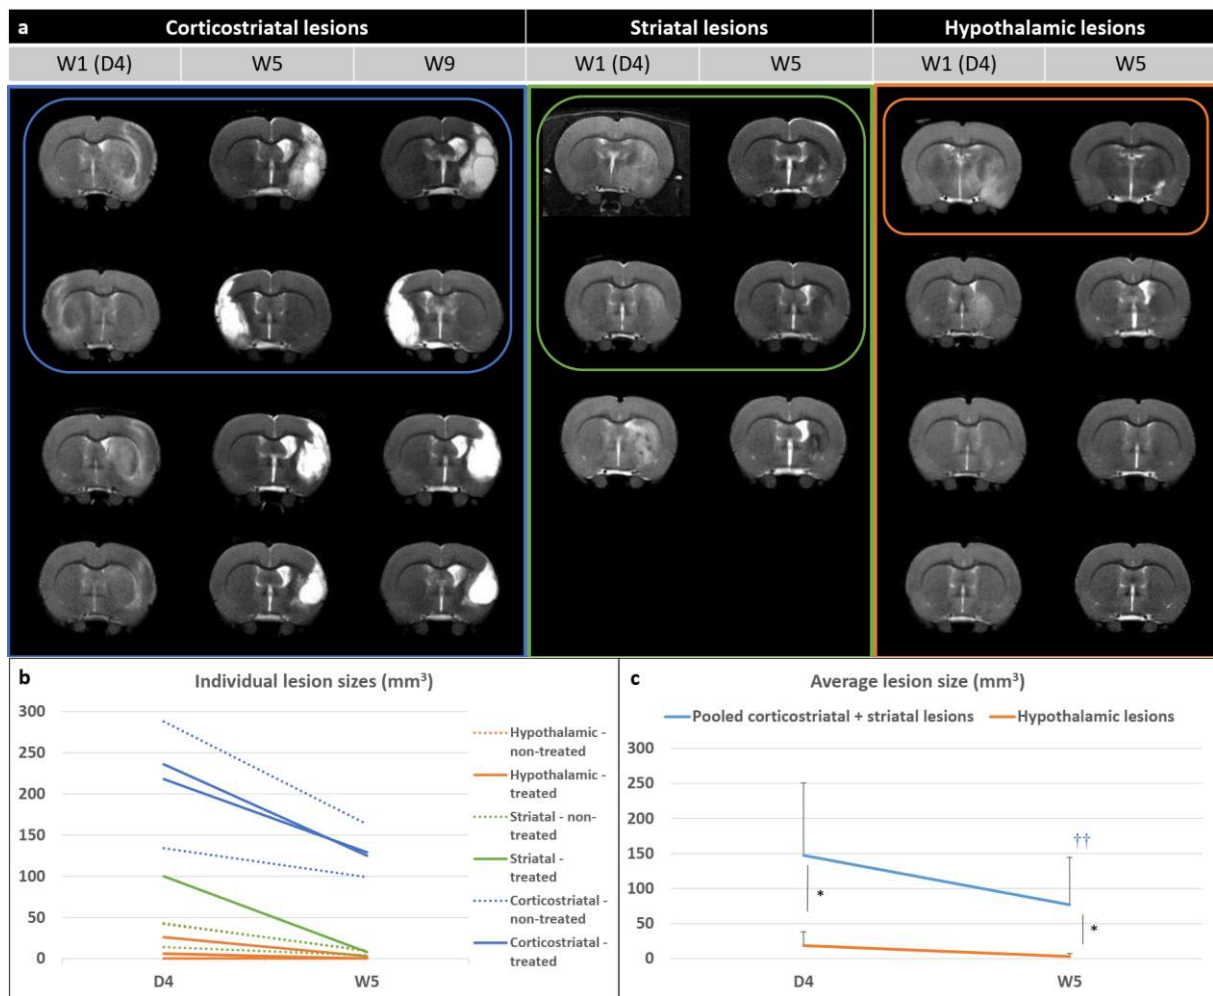 a
Corticostriatal lesions
Striatal lesions
Hypothalamic lesions
W1 (D4)
W5
W9
W1 (D4)
W5
W1 (D4)
W5
b
Individual lesion sizes (mm³)
300
250
200
150
100
50
0
D4
W5
Hypothalamic -
non-treated
Hypothalamic -
treated
Striatal - non-
treated
Striatal -
treated
Corticostriatal -
non-treated
Corticostriatal -
treated
c
Average lesion size (mm³)
Pooled corticostriatal + striatal lesions
Hypothalamic lesions
300
250
200
150
100
50
0
††
*
*
D4
W5